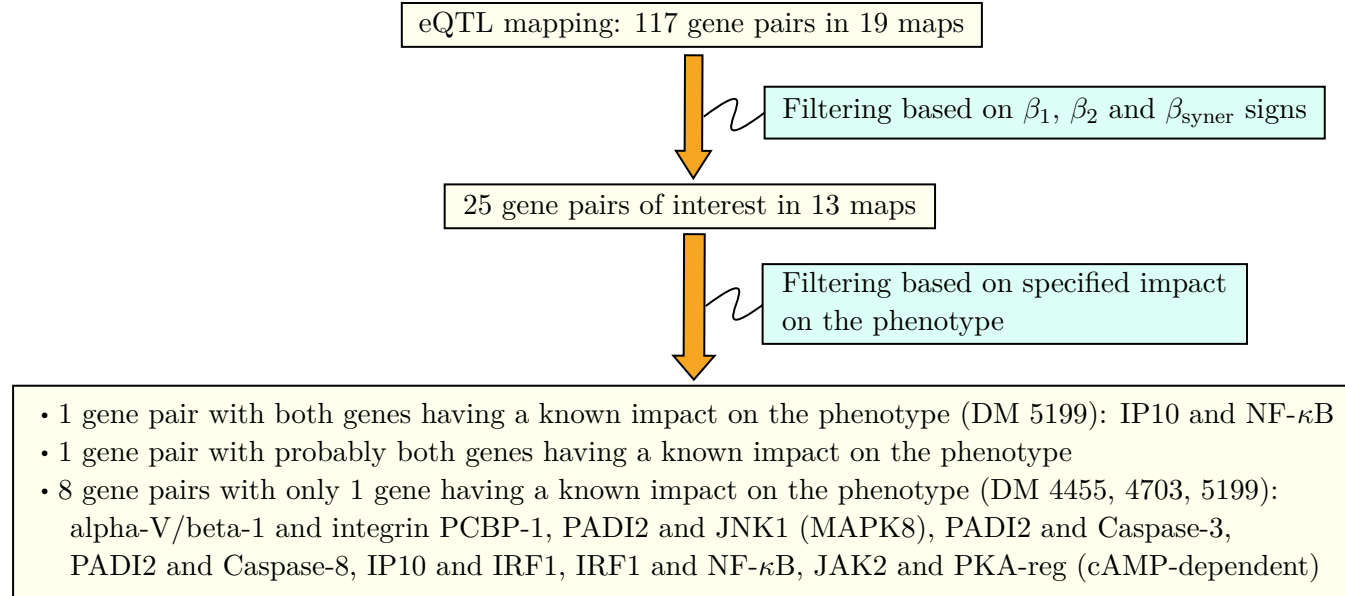 eQTL mapping: 117 gene pairs in 19 maps
Filtering based on β₁, β₂ and β_syner signs
25 gene pairs of interest in 13 maps
Filtering based on specified impact
on the phenotype
• 1 gene pair with both genes having a known impact on the phenotype (DM 5199): IP10 and NF-κB
• 1 gene pair with probably both genes having a known impact on the phenotype
• 8 gene pairs with only 1 gene having a known impact on the phenotype (DM 4455, 4703, 5199):
alpha-V/beta-1 and integrin PCBP-1, PADI2 and JNK1 (MAPK8), PADI2 and Caspase-3,
PADI2 and Caspase-8, IP10 and IRF1, IRF1 and NF-κB, JAK2 and PKA-reg (cAMP-dependent)